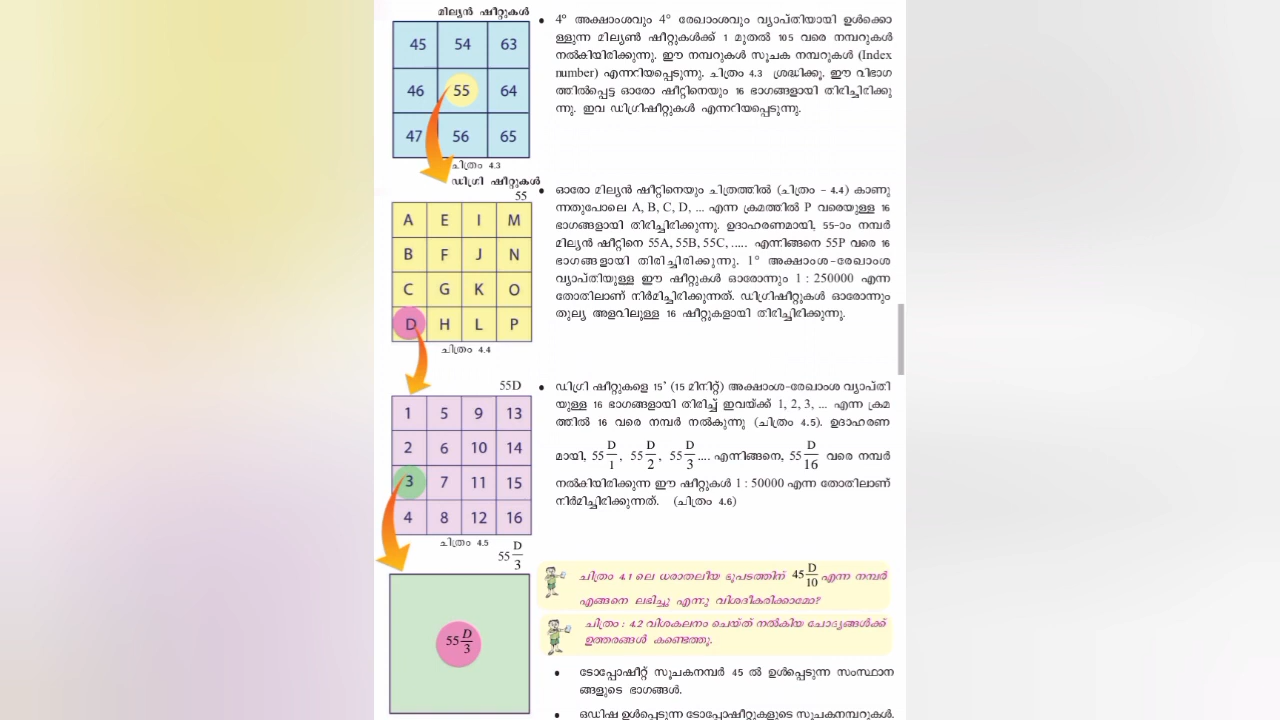 മില്യൻ ഷീറ്റുകൾ
45 54 63
46 55 64
47 56 65
ചിത്രം 4.3
• 4° അക്ഷാംശവും 4° രേഖാംശവും വ്യാപ്തിയായി ഉൾക്കൊ
ള്ളുന്ന മില്യൺ ഷീറ്റുകൾക്ക് 1 മുതൽ 105 വരെ നമ്പറുകൾ
നൽകിയിരിക്കുന്നു. ഈ നമ്പറുകൾ സൂചക നമ്പറുകൾ (Index
number) എന്നറിയപ്പെടുന്നു. ചിത്രം 4.3 ശ്രദ്ധിക്കൂ. ഈ വിഭാഗ
ത്തിൽപ്പെട്ട ഓരോ ഷീറ്റിനെയും 16 ഭാഗങ്ങളായി തിരിച്ചിരിക്കു
ന്നു. ഇവ ഡിഗ്രിഷീറ്റുകൾ എന്നറിയപ്പെടുന്നു.
ഡിഗ്രി ഷീറ്റുകൾ
55
A E I M
B F J N
C G K O
D H L P
ചിത്രം 4.4
• ഓരോ മില്യൻ ഷീറ്റിനെയും ചിത്രത്തിൽ (ചിത്രം - 4.4) കാണു
ന്നതുപോലെ A, B, C, D, ... എന്ന ക്രമത്തിൽ P വരെയുള്ള 16
ഭാഗങ്ങളായി തിരിച്ചിരിക്കുന്നു. ഉദാഹരണമായി, 55-ാം നമ്പർ
മില്യൻ ഷീറ്റിനെ 55A, 55B, 55C, ..... എന്നിങ്ങനെ 55P വരെ 16
ഭാഗങ്ങളായി തിരിച്ചിരിക്കുന്നു. 1° അക്ഷാംശ-രേഖാംശ
വ്യാപ്തിയുള്ള ഈ ഷീറ്റുകൾ ഓരോന്നും 1 : 250000 എന്ന
തോതിലാണ് നിർമിച്ചിരിക്കുന്നത്. ഡിഗ്രിഷീറ്റുകൾ ഓരോന്നും
തുല്യ അളവിലുള്ള 16 ഷീറ്റുകളായി തിരിച്ചിരിക്കുന്നു.
55D
1 5 9 13
2 6 10 14
3 7 11 15
4 8 12 16
ചിത്രം 4.5
• ഡിഗ്രി ഷീറ്റുകളെ 15’ (15 മിനിറ്റ്) അക്ഷാംശ-രേഖാംശ വ്യാപ്തി
യുള്ള 16 ഭാഗങ്ങളായി തിരിച്ച് ഇവയ്ക്ക് 1, 2, 3, ... എന്ന ക്രമ
ത്തിൽ 16 വരെ നമ്പർ നൽകുന്നു (ചിത്രം 4.5). ഉദാഹരണ
മായി, 55 D/1, 55 D/2, 55 D/3 .... എന്നിങ്ങനെ, 55 D/16 വരെ നമ്പർ
നൽകിയിരിക്കുന്ന ഈ ഷീറ്റുകൾ 1 : 50000 എന്ന തോതിലാണ്
നിർമിച്ചിരിക്കുന്നത്. (ചിത്രം 4.6)
55 D/3
55 D/3
ചിത്രം 4.1 ലെ ധരാതലീയ ഭൂപടത്തിന് 45 D/10 എന്ന നമ്പർ
എങ്ങനെ ലഭിച്ചു എന്നു വിശദീകരിക്കാമോ?
ചിത്രം : 4.2 വിശകലനം ചെയ്ത് നൽകിയ ചോദ്യങ്ങൾക്ക്
ഉത്തരങ്ങൾ കണ്ടെത്തൂ.
• ടോപ്പോഷീറ്റ് സൂചകനമ്പർ 45 ൽ ഉൾപ്പെടുന്ന സംസ്ഥാന
ങ്ങളുടെ ഭാഗങ്ങൾ.
• ഒഡിഷ ഉൾപ്പെടുന്ന ടോപ്പോഷീറ്റുകളുടെ സൂചകനമ്പറുകൾ.